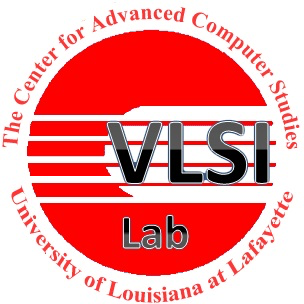 The Center for Advanced Computer Studies
VLSI
Lab
University of Louisiana at Lafayette